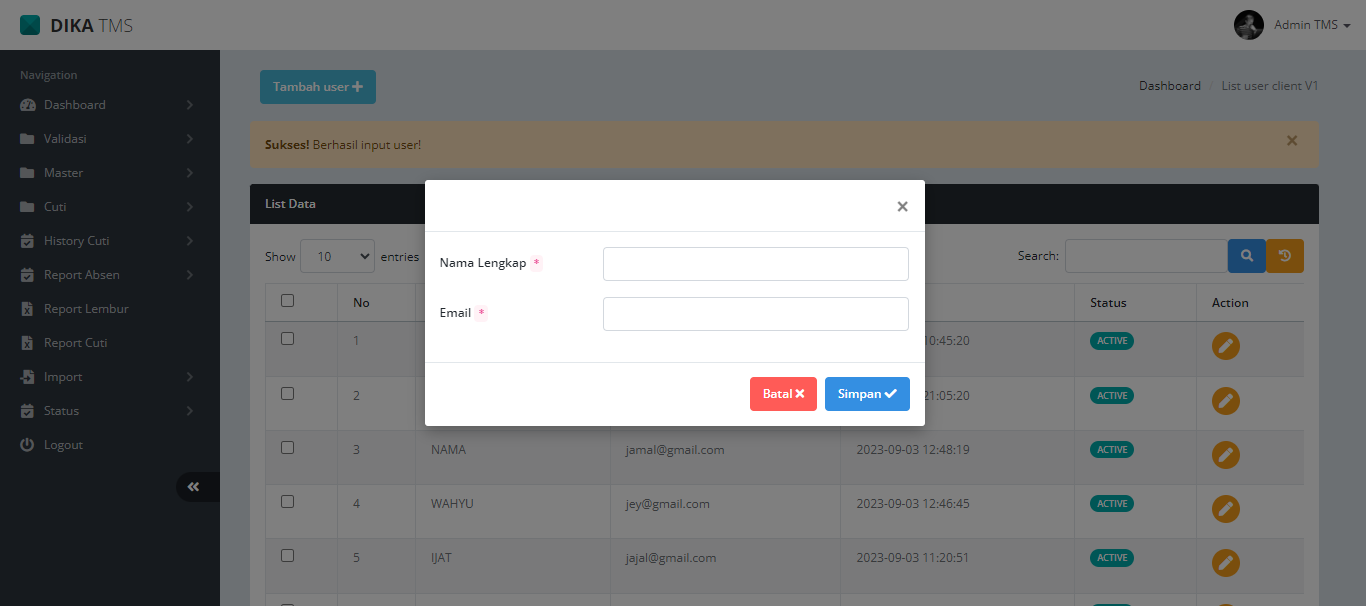 DIKA TMS
Admin TMS
Navigation
Dashboard
Validasi
Master
Cuti
History Cuti
Report Absen
Report Lembur
Report Cuti
Import
Status
Logout
Tambah user
Dashboard / List user client V1
Sukses! Berhasil input user!
×
List Data
Show 10 entries
Search:
No Status Action
1 10:45:20 ACTIVE
2 21:05:20 ACTIVE
3 NAMA jamal@gmail.com 2023-09-03 12:48:19 ACTIVE
4 WAHYU jey@gmail.com 2023-09-03 12:46:45 ACTIVE
5 IJAT jajal@gmail.com 2023-09-03 11:20:51 ACTIVE
×
Nama Lengkap *
Email *
Batal
Simpan